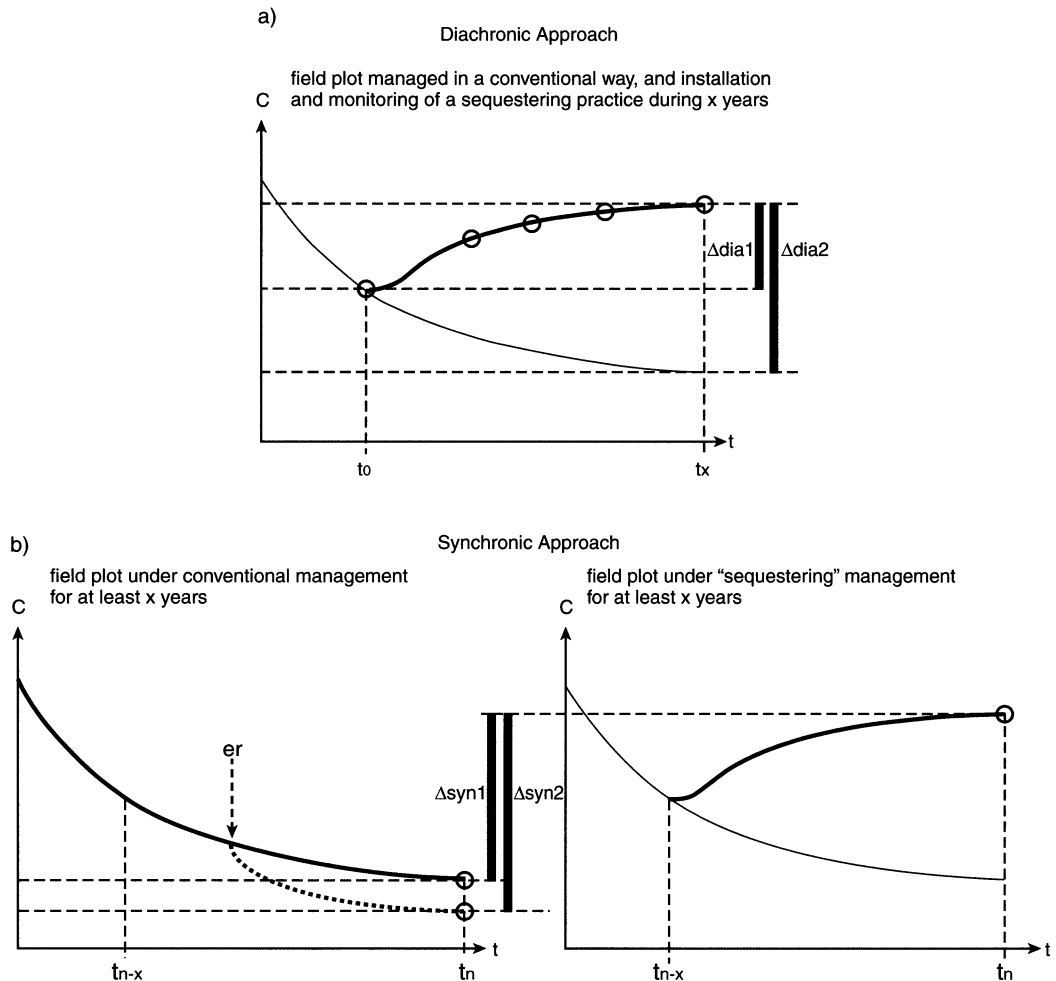 a)
Diachronic Approach
field plot managed in a conventional way, and installation
and monitoring of a sequestering practice during x years
C
Δdia1
Δdia2
t
t0
tx
b)
Synchronic Approach
field plot under conventional management
for at least x years
C
er
Δsyn1
Δsyn2
t
tn-x
tn
field plot under “sequestering” management
for at least x years
C
t
tn-x
tn